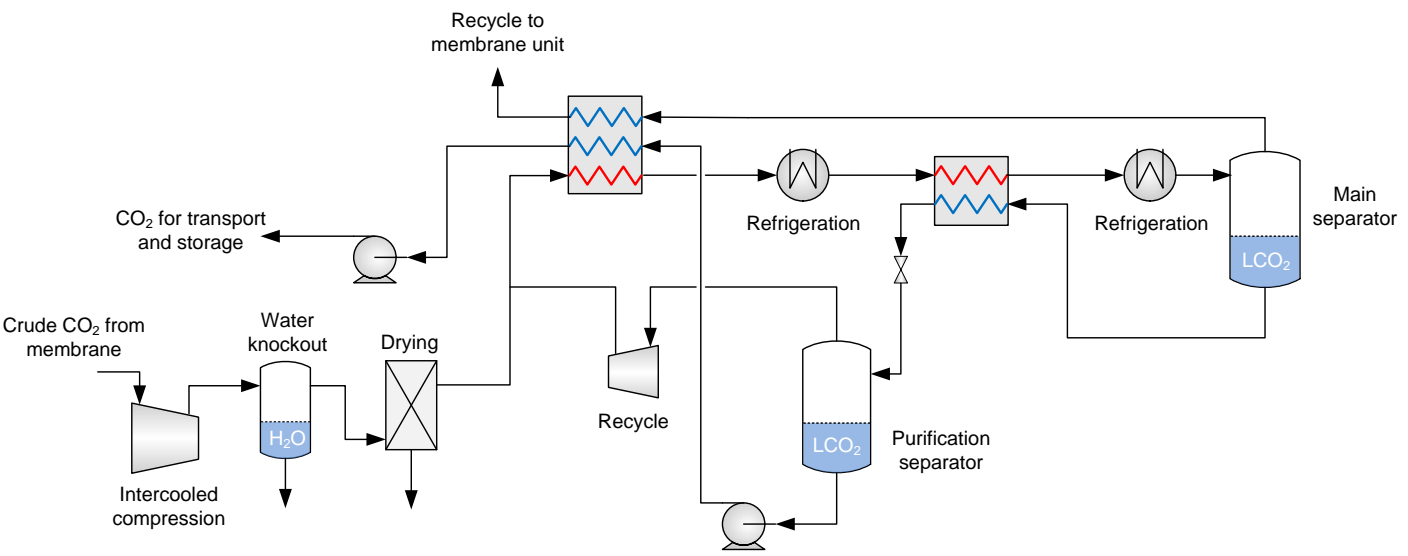 Recycle to
membrane unit
CO₂ for transport
and storage
Refrigeration
Refrigeration
Main
separator
LCO₂
Crude CO₂ from
membrane
Water
knockout
Drying
H₂O
Intercooled
compression
Recycle
LCO₂
Purification
separator